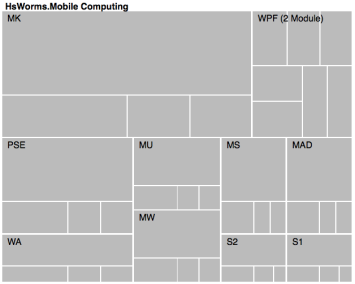 HsWorms.Mobile Computing
MK
WPF (2 Module)
PSE
MU
MS
MAD
MW
WA
S2
S1